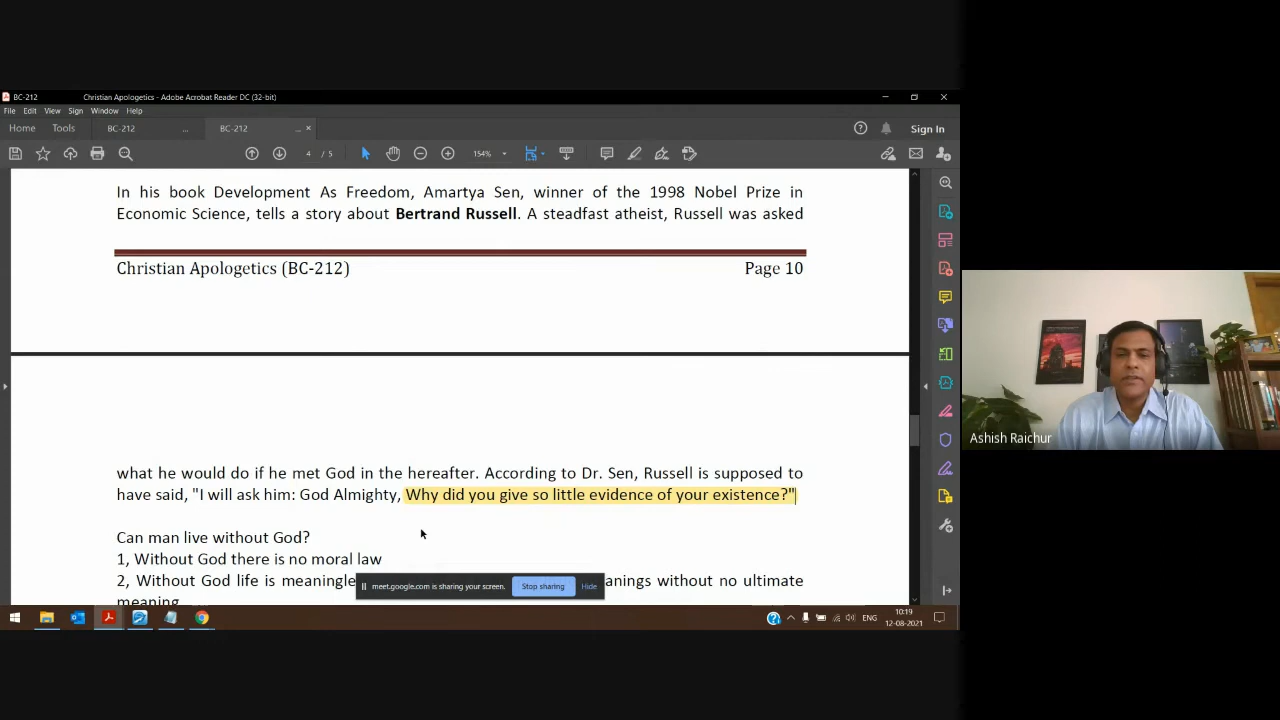 BC-212 Christian Apologetics - Adobe Acrobat Reader DC (32-bit)
File Edit View Sign Window Help
Home Tools BC-212 ... BC-212 ... × Sign In
4 / 5 154%
In his book Development As Freedom, Amartya Sen, winner of the 1998 Nobel Prize in
Economic Science, tells a story about Bertrand Russell. A steadfast atheist, Russell was asked
Christian Apologetics (BC-212) Page 10
what he would do if he met God in the hereafter. According to Dr. Sen, Russell is supposed to
have said, "I will ask him: God Almighty, Why did you give so little evidence of your existence?"
Can man live without God?
1, Without God there is no moral law
2, Without God life is meaningle anings without no ultimate
meaning
meet.google.com is sharing your screen. Stop sharing Hide
ENG 10:19
12-08-2021
Ashish Raichur